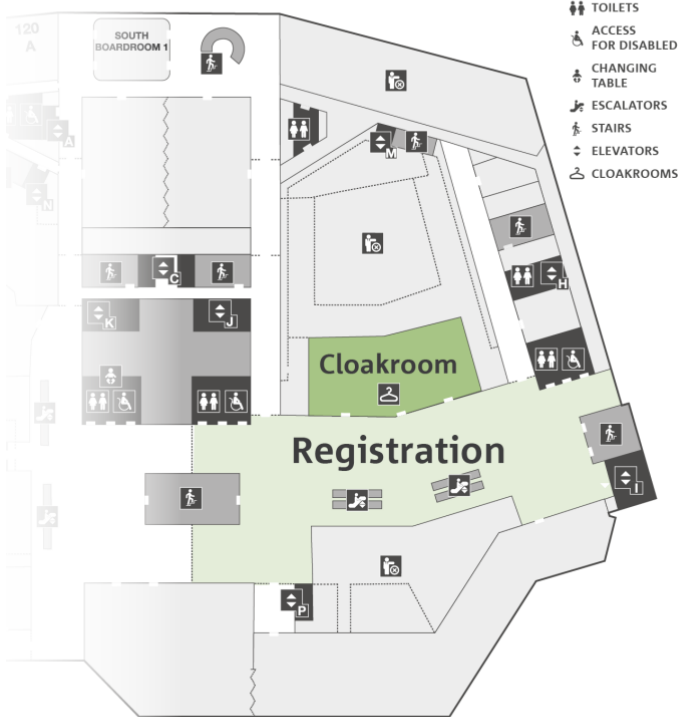 120
A
SOUTH
BOARDROOM 1
TOILETS
ACCESS
FOR DISABLED
CHANGING
TABLE
ESCALATORS
STAIRS
ELEVATORS
CLOAKROOMS
A
M
N
C
H
K
J
Cloakroom
Registration
I
P